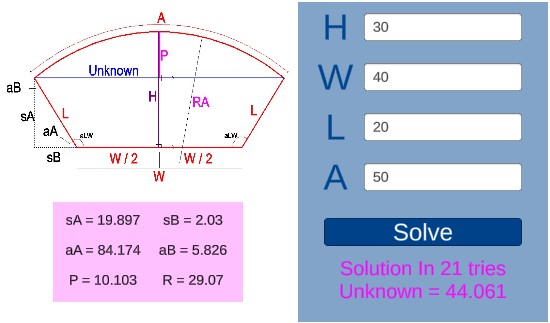 A
P
Unknown
aB
H
RA
L
L
sA
aA
aLW
aLW
sB
W / 2
W / 2
W
sA = 19.897 sB = 2.03
aA = 84.174 aB = 5.826
P = 10.103 R = 29.07
H 30
W 40
L 20
A 50
Solve
Solution In 21 tries
Unknown = 44.061